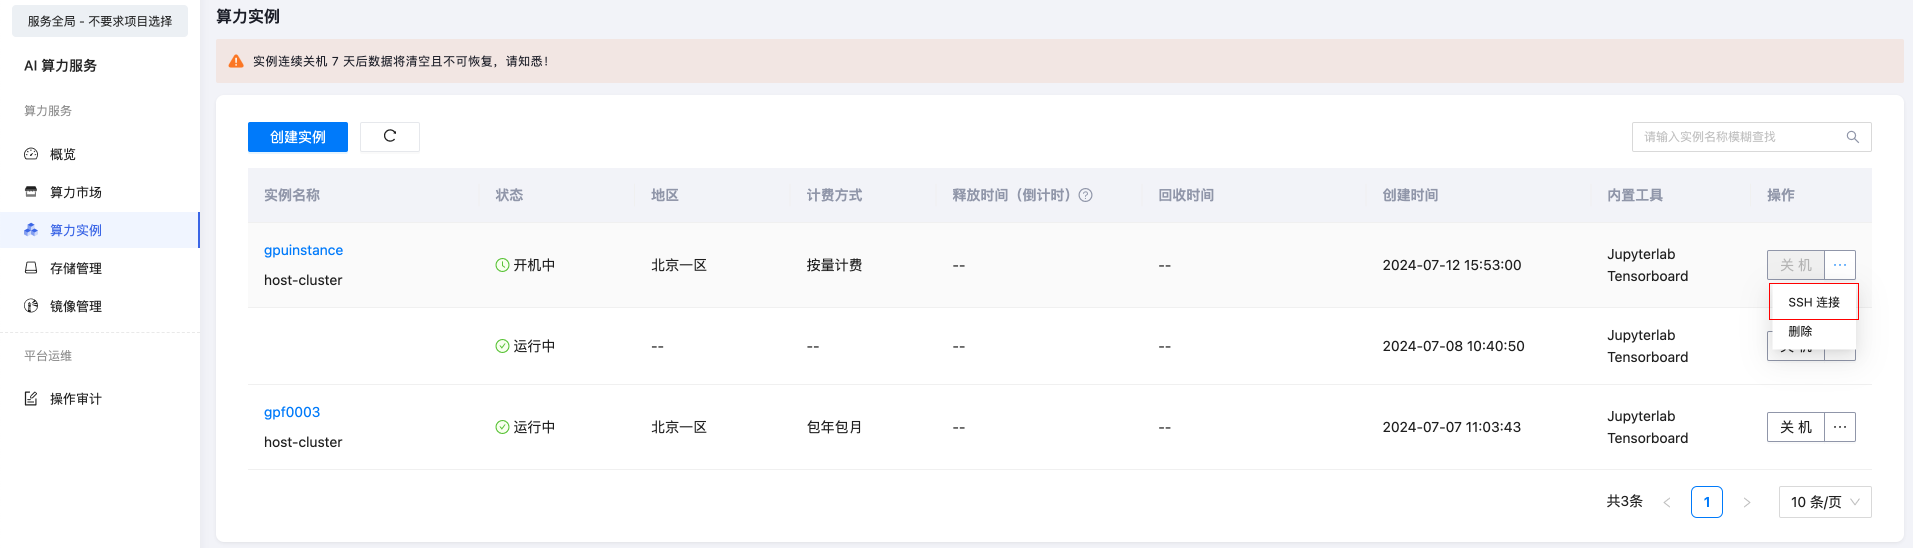 服务全局 - 不要求项目选择
AI 算力服务
算力服务
概览
算力市场
算力实例
存储管理
镜像管理
平台运维
操作审计
算力实例
实例连续关机 7 天后数据将清空且不可恢复，请知悉！
创建实例
请输入实例名称模糊查找
实例名称 状态 地区 计费方式 释放时间（倒计时） 回收时间 创建时间 内置工具 操作
gpuinstance
host-cluster
开机中 北京一区 按量计费 -- -- 2024-07-12 15:53:00
Jupyterlab
Tensorboard
关 机 ···
SSH 连接
删除
运行中 -- -- -- -- 2024-07-08 10:40:50
Jupyterlab
Tensorboard
关 机
gpf0003
host-cluster
运行中 北京一区 包年包月 -- -- 2024-07-07 11:03:43
Jupyterlab
Tensorboard
关 机 ···
共3条 < 1 > 10 条/页